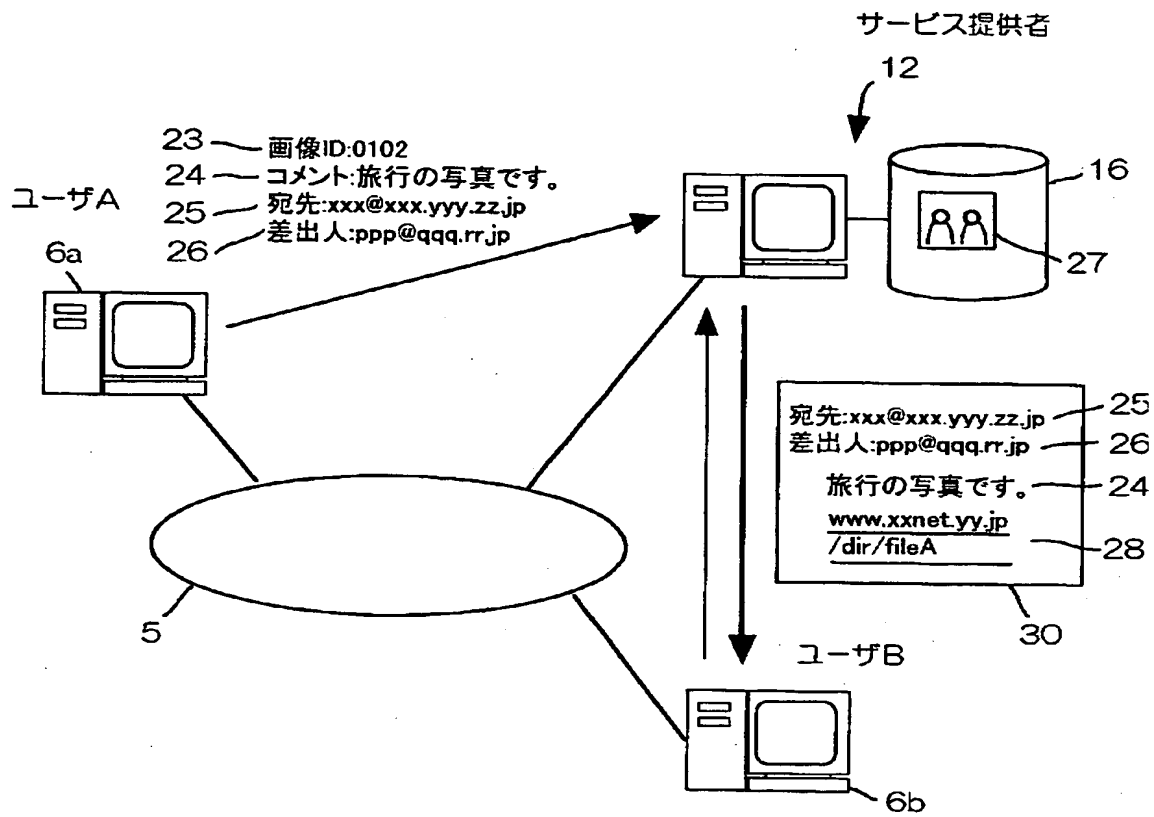 サービス提供者
12
23 画像ID:0102
24 コメント:旅行の写真です。
25 宛先:xxx@xxx.yyy.zz.jp
26 差出人:ppp@qqq.rr.jp
ユーザA
6a
16
27
宛先:xxx@xxx.yyy.zz.jp 25
差出人:ppp@qqq.rr.jp 26
旅行の写真です。 24
www.xxnet.yy.jp
/dir/fileA 28
30
5
ユーザB
6b